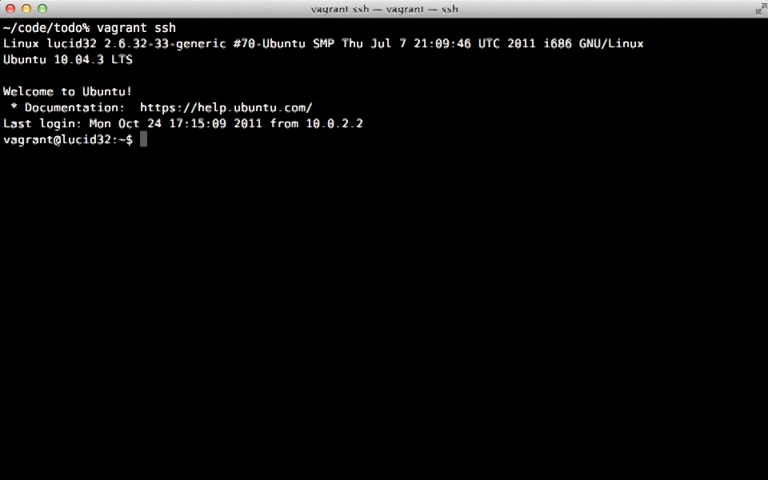 vagrant ssh — vagrant — ssh
~/code/todo% vagrant ssh
Linux lucid32 2.6.32-33-generic #70-Ubuntu SMP Thu Jul 7 21:09:46 UTC 2011 i686 GNU/Linux
Ubuntu 10.04.3 LTS
Welcome to Ubuntu!
* Documentation:  https://help.ubuntu.com/
Last login: Mon Oct 24 17:15:09 2011 from 10.0.2.2
vagrant@lucid32:~$